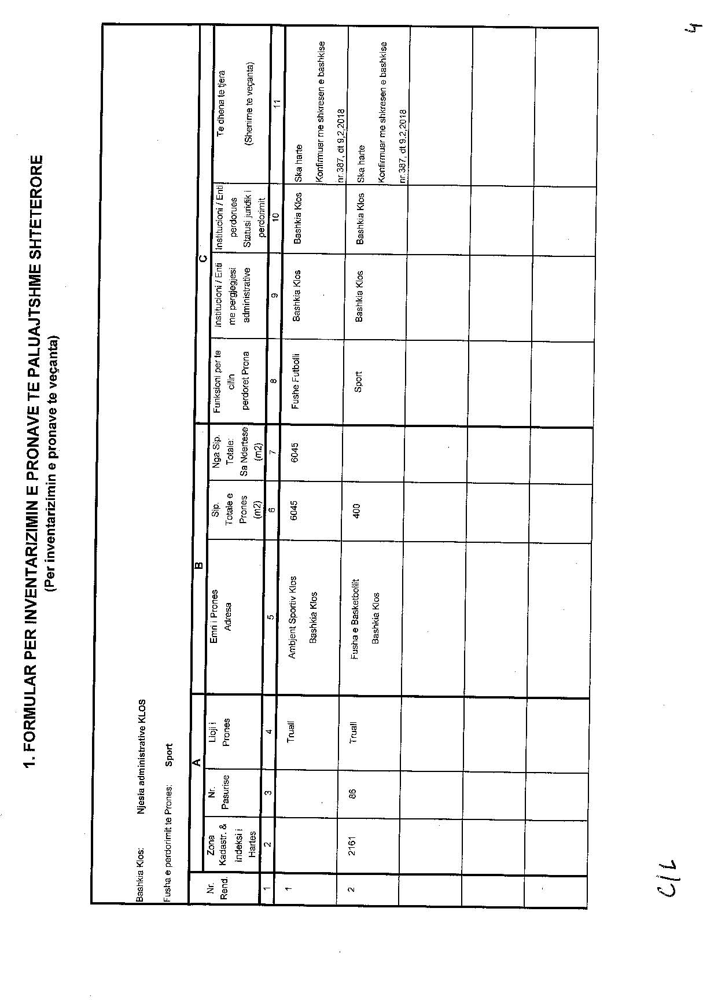 1. FORMULAR PER INVENTARIZIMIN E PRONAVE TE PALUAJTSHME SHTETERORE
(Per inventarizimin e pronave te veçanta)
Bashkia Klos: Njesia administrative KLOS
Fusha e perdorimit te Prones: Sport
A B C
Nr. Rend.
Zona Kadastr. & Indeksi i Hartes
Nr. Pasurise
Lloji i Prones
Emri i Prones Adresa
Sip. Totale e Prones (m2)
Nga Sip. Totale: Sa Ndertese (m2)
Funksioni per te cilin perdoret Prona
Institucioni / Enti me pergjegjesi administrative
Institucioni / Enti perdorues Statusi juridik i perdorimit
Te dhena te tjera (Shenime te veçanta)
1 2 3 4 5 6 7 8 9 10 11
1 Truall Ambjent Sportiv Klos 6045 6045 Fushe Futbolli Bashkia Klos Bashkia Klos Ska harte
Bashkia Klos Konfirmuar me shkresen e bashkise
nr.387, dt 9,2,2018
2 2161 86 Truall Fusha e Basketbollit 400 Sport Bashkia Klos Bashkia Klos Ska harte
Bashkia Klos Konfirmuar me shkresen e bashkise
nr.387, dt 9.2,2018
4